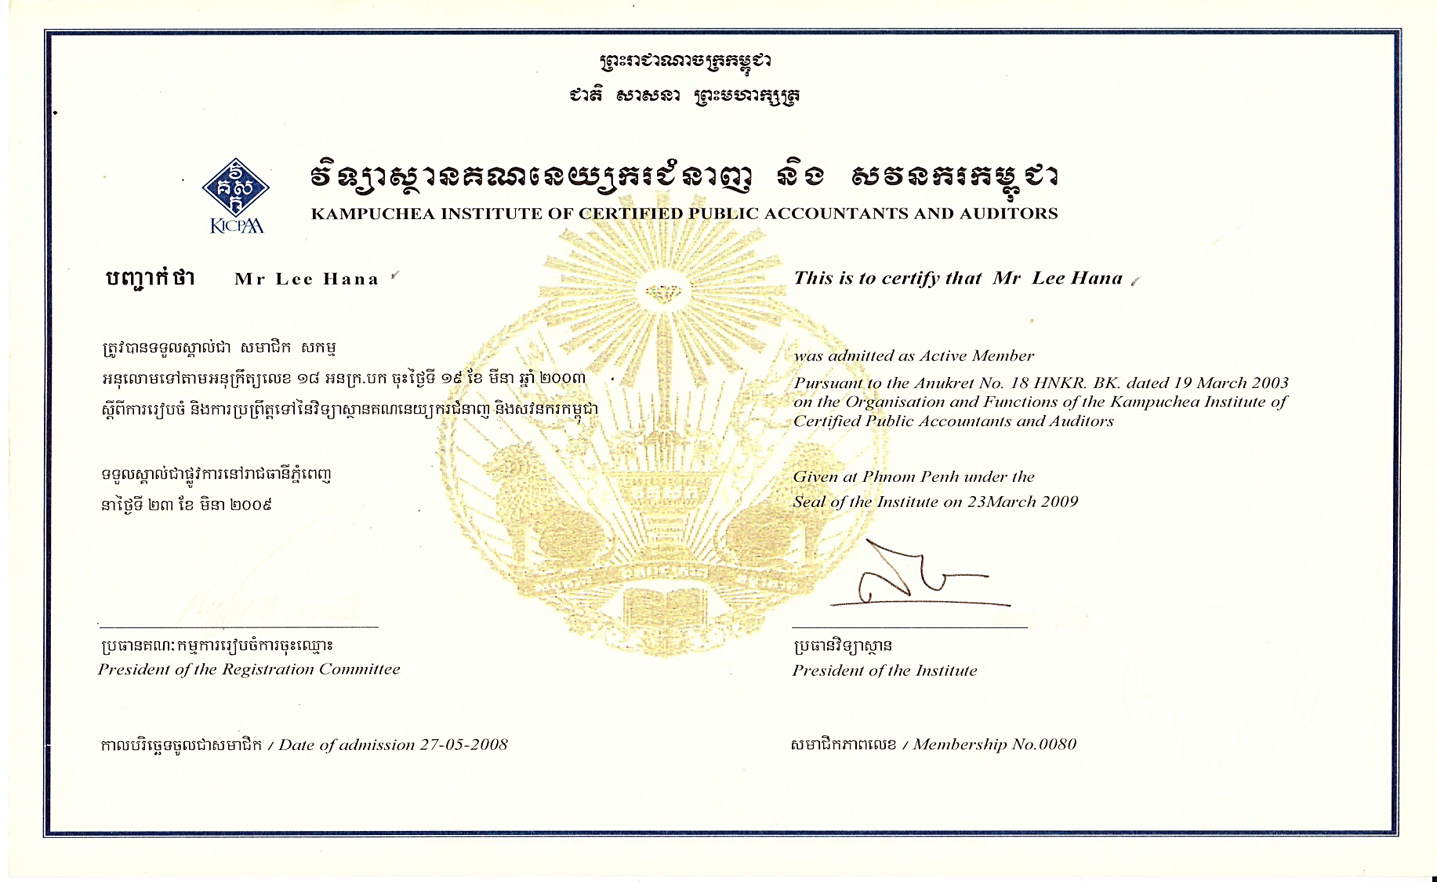 ព្រះរាជាណាចក្រកម្ពុជា
ជាតិ សាសនា ព្រះមហាក្សត្រ
វិទ្យាស្ថានគណនេយ្យករជំនាញ និង សវនករកម្ពុជា
KICPAA
KAMPUCHEA INSTITUTE OF CERTIFIED PUBLIC ACCOUNTANTS AND AUDITORS
បញ្ជាក់ថា Mr Lee Hana
This is to certify that Mr Lee Hana
ត្រូវបានទទួលស្គាល់ជា សមាជិក សកម្ម
អនុលោមទៅតាមអនុក្រឹត្យលេខ ១៨ អនក្រ.បក ចុះថ្ងៃទី ១៩ ខែ មីនា ឆ្នាំ ២០០៣
ស្តីពីការរៀបចំ និងការប្រព្រឹត្តទៅនៃវិទ្យាស្ថានគណនេយ្យករជំនាញ និងសវនករកម្ពុជា
was admitted as Active Member
Pursuant to the Anukret No. 18 HNKR. BK. dated 19 March 2003
on the Organisation and Functions of the Kampuchea Institute of
Certified Public Accountants and Auditors
ទទួលស្គាល់ជាផ្លូវការនៅរាជធានីភ្នំពេញ
នាថ្ងៃទី ២៣ ខែ មិនា ២០០៩
Given at Phnom Penh under the
Seal of the Institute on 23March 2009
ប្រធានគណៈកម្មការរៀបចំការចុះឈ្មោះ
President of the Registration Committee
ប្រធានវិទ្យាស្ថាន
President of the Institute
កាលបរិច្ឆេទចូលជាសមាជិក / Date of admission 27-05-2008
សមាជិកភាពលេខ / Membership No.0080